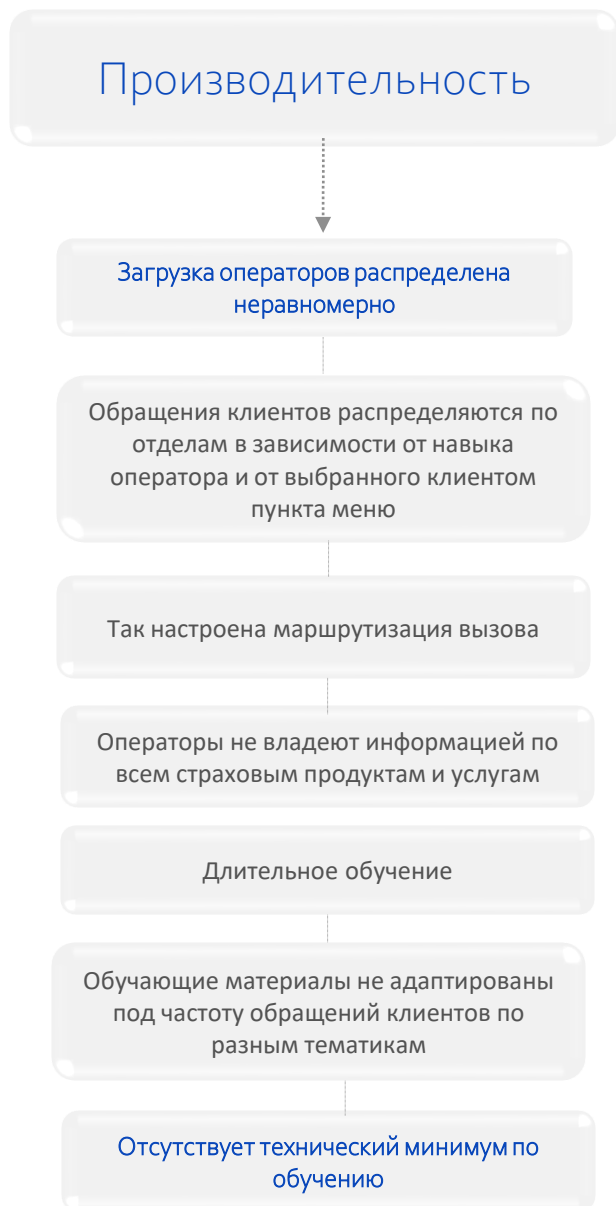 Производительность
Загрузка операторов распределена
неравномерно
Обращения клиентов распределяются по
отделам в зависимости от навыка
оператора и от выбранного клиентом
пункта меню
Так настроена маршрутизация вызова
Операторы не владеют информацией по
всем страховым продуктам и услугам
Длительное обучение
Обучающие материалы не адаптированы
под частоту обращений клиентов по
разным тематикам
Отсутствует технический минимум по
обучению